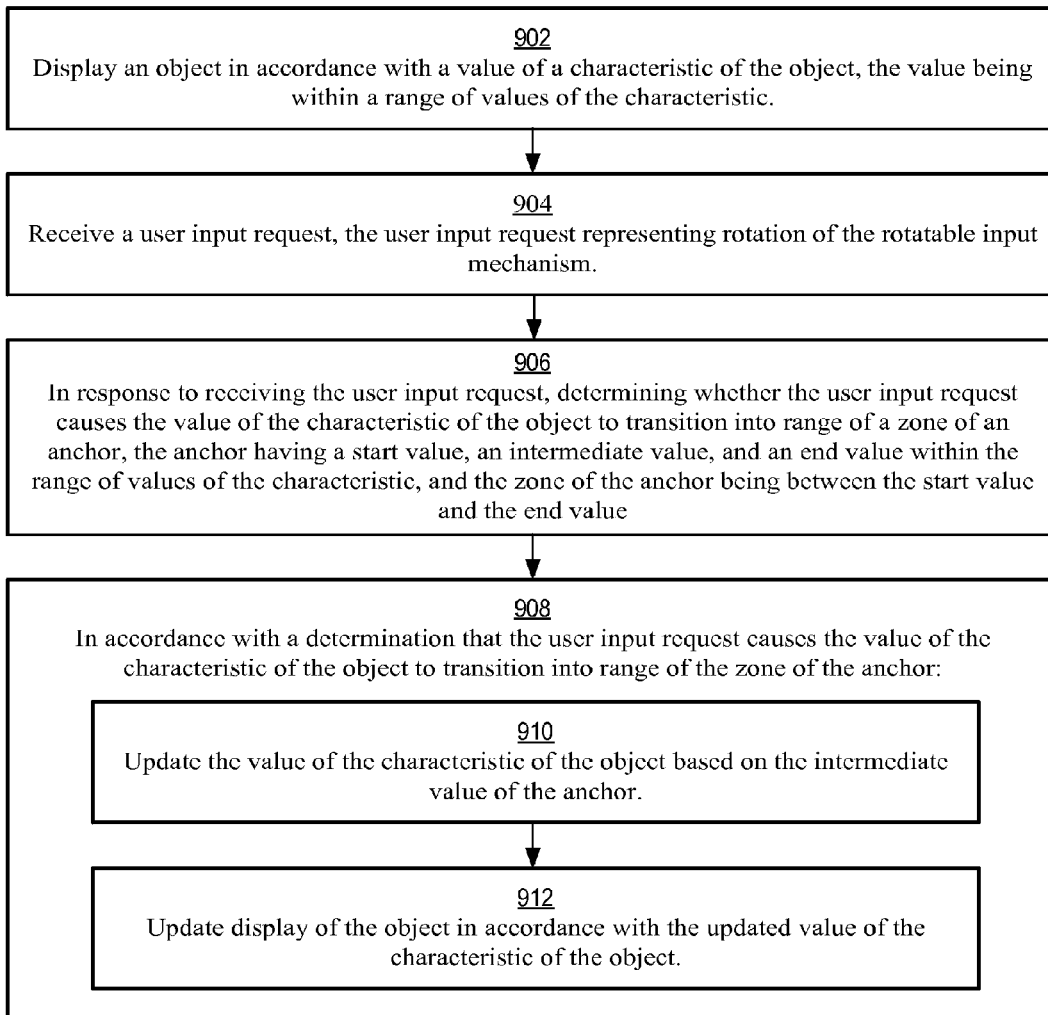 902
Display an object in accordance with a value of a characteristic of the object, the value being
within a range of values of the characteristic.
904
Receive a user input request, the user input request representing rotation of the rotatable input
mechanism.
906
In response to receiving the user input request, determining whether the user input request
causes the value of the characteristic of the object to transition into range of a zone of an
anchor, the anchor having a start value, an intermediate value, and an end value within the
range of values of the characteristic, and the zone of the anchor being between the start value
and the end value
908
In accordance with a determination that the user input request causes the value of the
characteristic of the object to transition into range of the zone of the anchor:
910
Update the value of the characteristic of the object based on the intermediate
value of the anchor.
912
Update display of the object in accordance with the updated value of the
characteristic of the object.